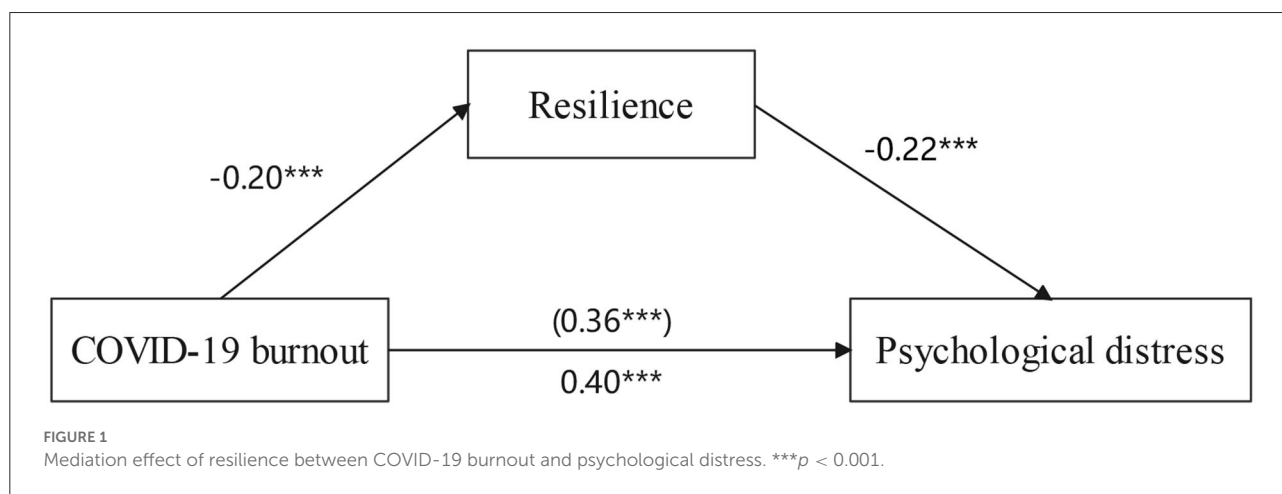 Resilience
-0.20***
-0.22***
COVID-19 burnout
(0.36***)
0.40***
Psychological distress
FIGURE 1
Mediation effect of resilience between COVID-19 burnout and psychological distress. ***p < 0.001.